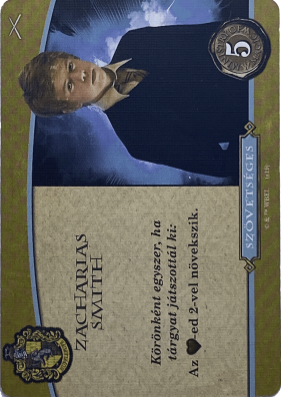 5
SZÖVETSÉGES
ZACHARIAS
SMITH
Körönként egyszer, ha
tárgyat játszottál ki:
Az -ed 2-vel növekszik.